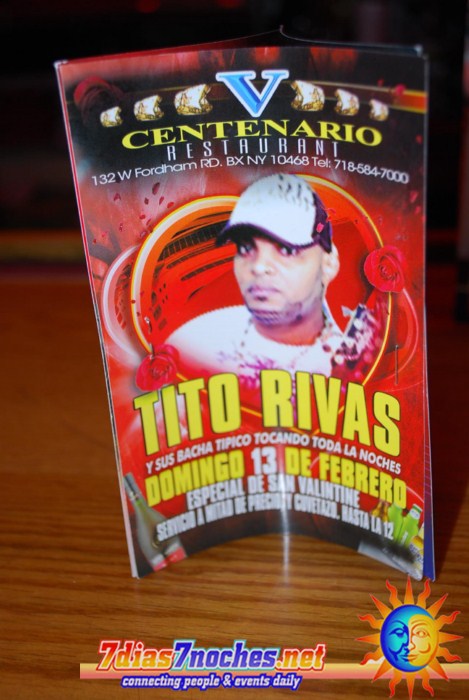 V
CENTENARIO
RESTAURANT
132 W Fordham RD. BX NY 10468 Tel: 718-584-7000
TITO RIVAS
Y SUS BACHA TIPICO TOCANDO TODA LA NOCHES
DOMINGO 13 DE FEBRERO
ESPECIAL DE SAN VALINTINE
SERVICIO A MITAD DE PRECIO Y CUVETAZO. HASTA LA 12
7dias7noches.net
connecting people & events daily